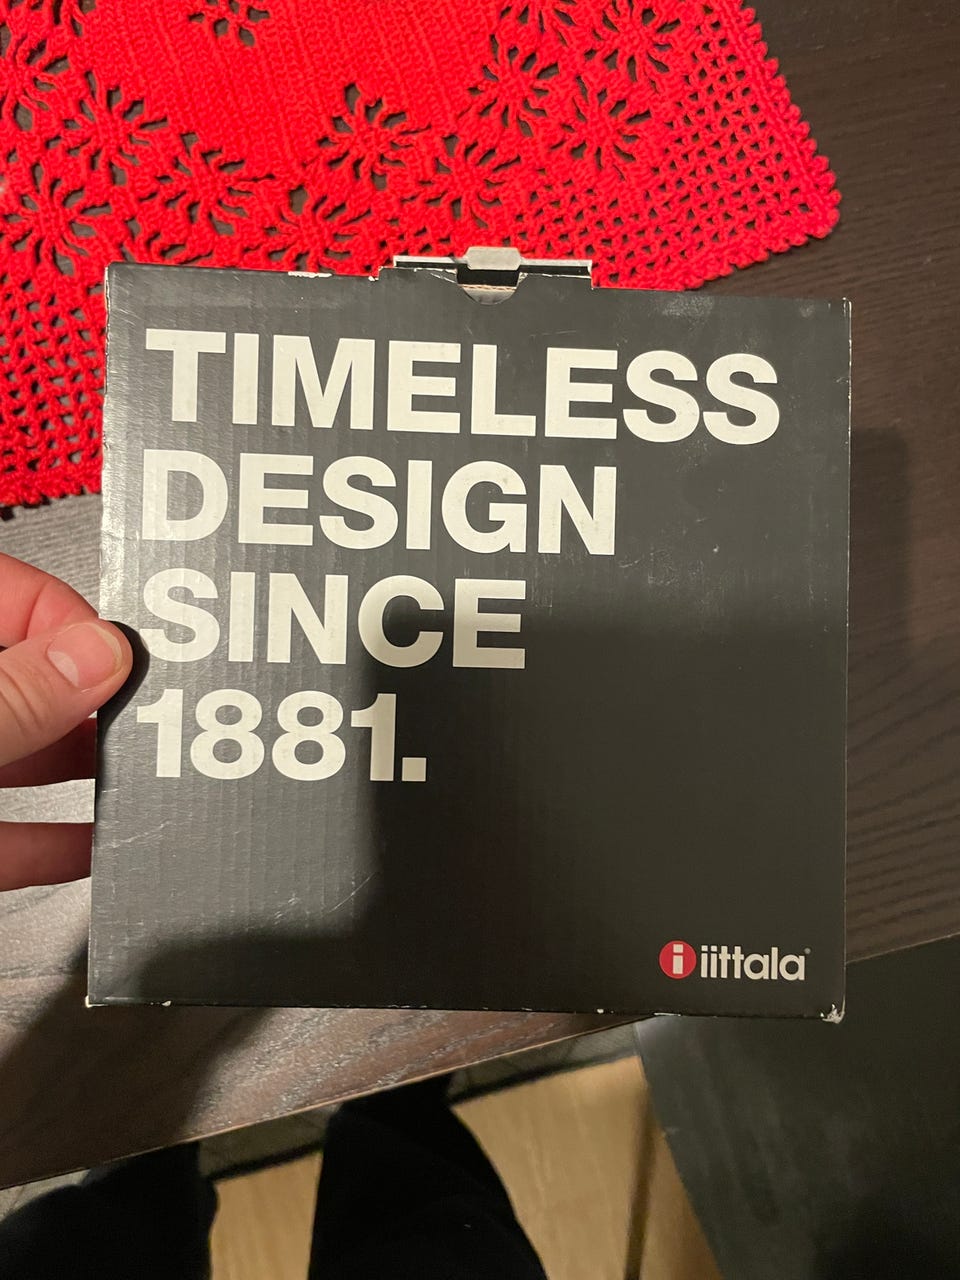 TIMELESS
DESIGN
SINCE
1881.
i iittala®